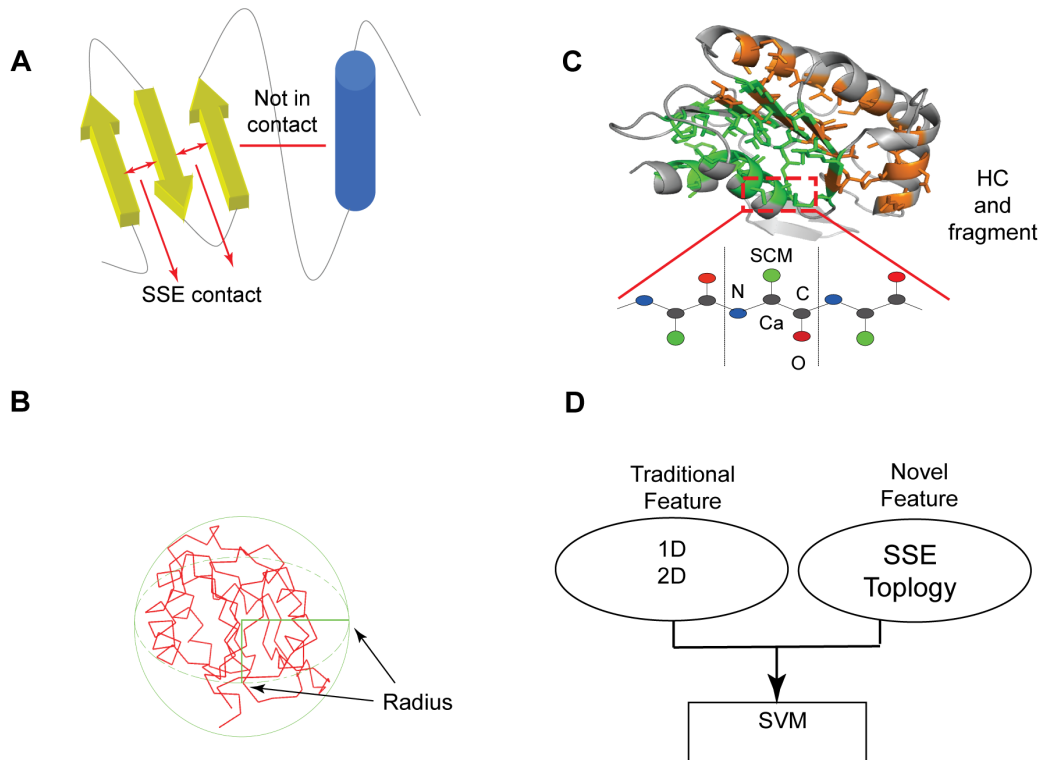 A
Not in
contact
SSE contact
B
Radius
C
HC
and
fragment
SCM
N
C
Ca
O
D
Traditional
Feature
Novel
Feature
1D
2D
SSE
Toplogy
SVM